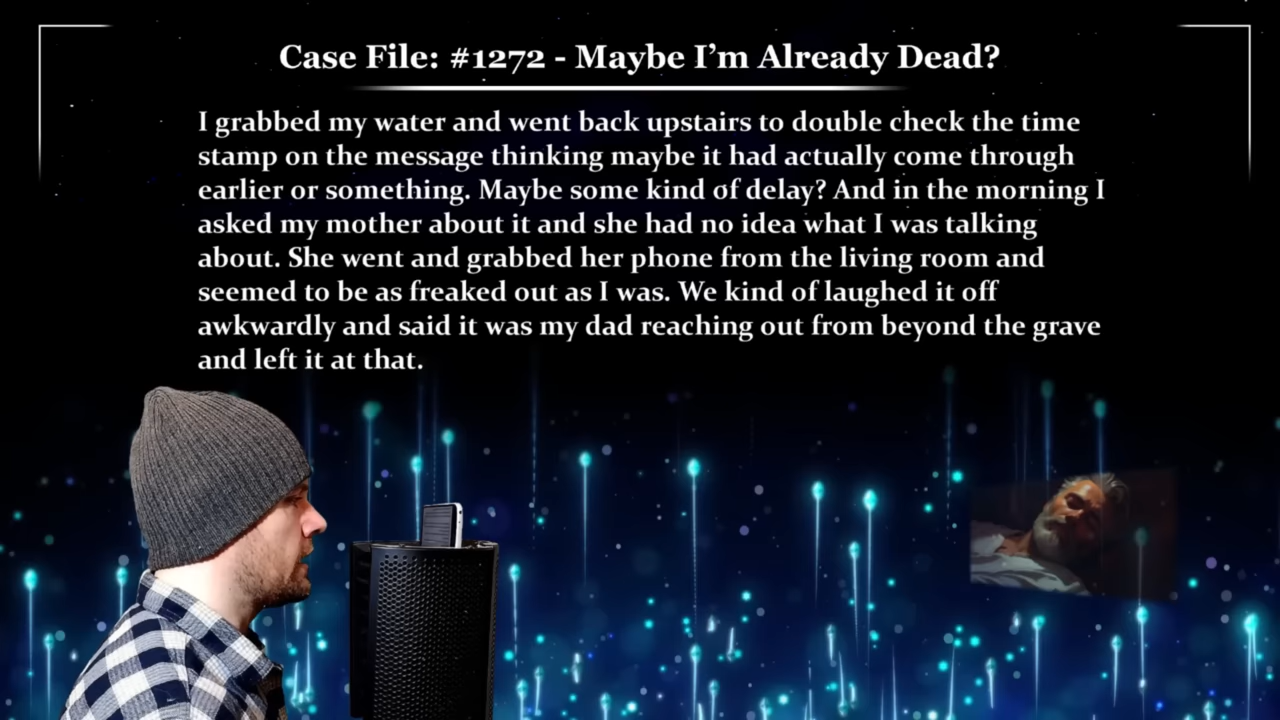 Case File: #1272 - Maybe I’m Already Dead?
I grabbed my water and went back upstairs to double check the time
stamp on the message thinking maybe it had actually come through
earlier or something. Maybe some kind of delay? And in the morning I
asked my mother about it and she had no idea what I was talking
about. She went and grabbed her phone from the living room and
seemed to be as freaked out as I was. We kind of laughed it off
awkwardly and said it was my dad reaching out from beyond the grave
and left it at that.